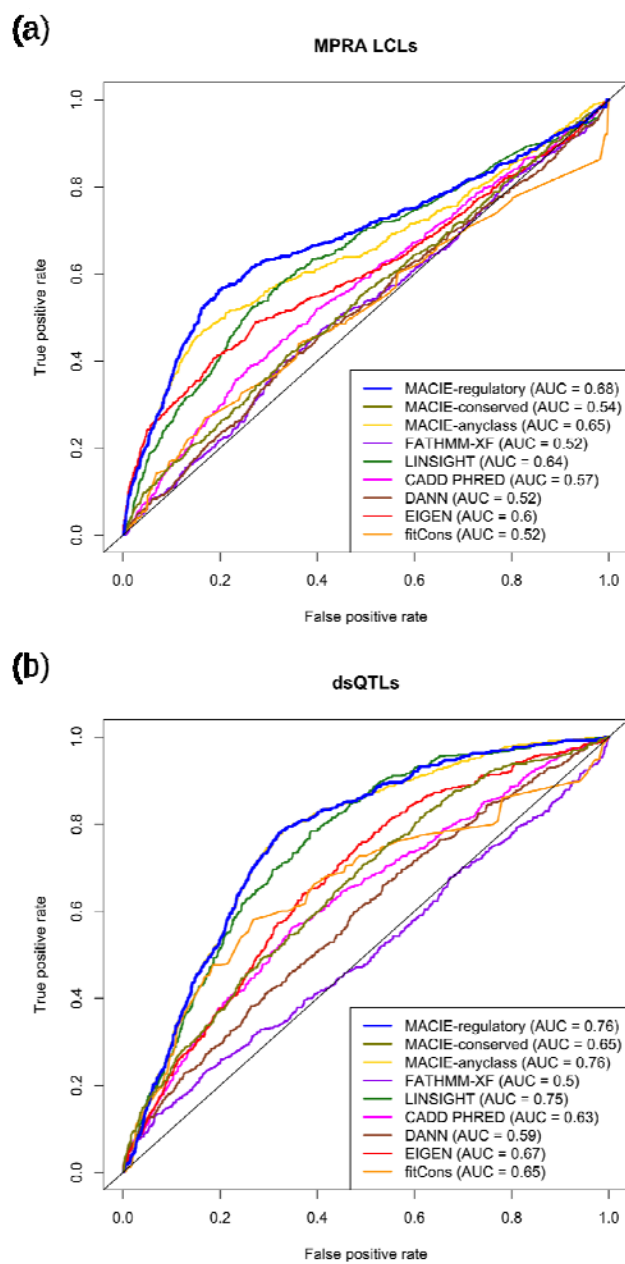 (a)
MPRA LCLs
True positive rate
0.0
0.2
0.4
0.6
0.8
1.0
MACIE-regulatory (AUC = 0.68)
MACIE-conserved (AUC = 0.54)
MACIE-anyclass (AUC = 0.65)
FATHMM-XF (AUC = 0.52)
LINSIGHT (AUC = 0.64)
CADD PHRED (AUC = 0.57)
DANN (AUC = 0.52)
EIGEN (AUC = 0.6)
fitCons (AUC = 0.52)
0.0 0.2 0.4 0.6 0.8 1.0
False positive rate
(b)
dsQTLs
True positive rate
0.0
0.2
0.4
0.6
0.8
1.0
MACIE-regulatory (AUC = 0.76)
MACIE-conserved (AUC = 0.65)
MACIE-anyclass (AUC = 0.76)
FATHMM-XF (AUC = 0.5)
LINSIGHT (AUC = 0.75)
CADD PHRED (AUC = 0.63)
DANN (AUC = 0.59)
EIGEN (AUC = 0.67)
fitCons (AUC = 0.65)
0.0 0.2 0.4 0.6 0.8 1.0
False positive rate